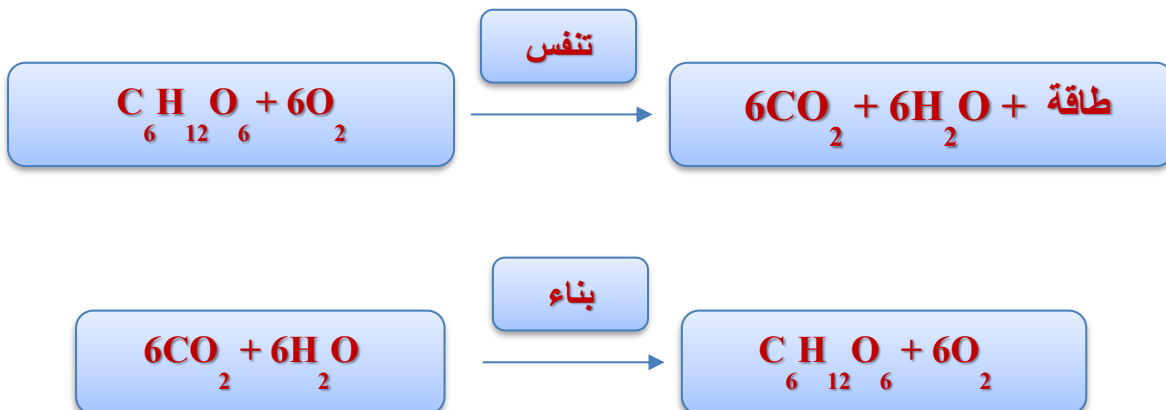 تنفس
C₆H₁₂O₆ + 6O₂
6CO₂ + 6H₂O + طاقة
بناء
6CO₂ + 6H₂O
C₆H₁₂O₆ + 6O₂